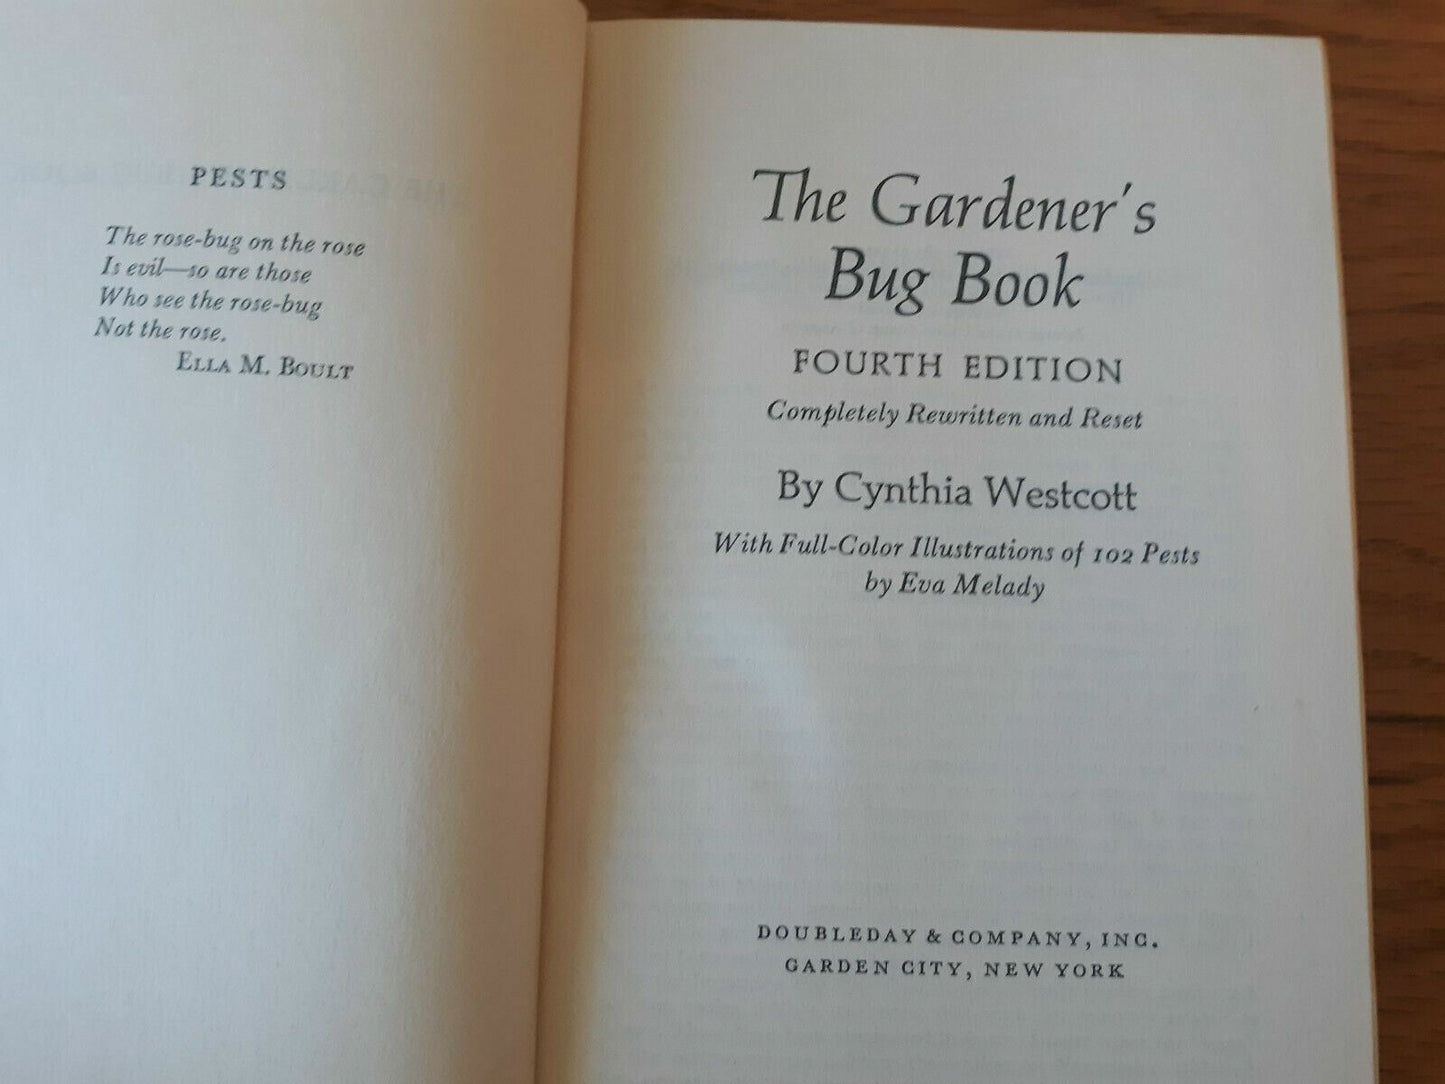 PESTS
The rose-bug on the rose
Is evil—so are those
Who see the rose-bug
Not the rose.
ELLA M. BOULT
The Gardener's
Bug Book
FOURTH EDITION
Completely Rewritten and Reset
By Cynthia Westcott
With Full-Color Illustrations of 102 Pests
by Eva Melady
DOUBLEDAY & COMPANY, INC.
GARDEN CITY, NEW YORK